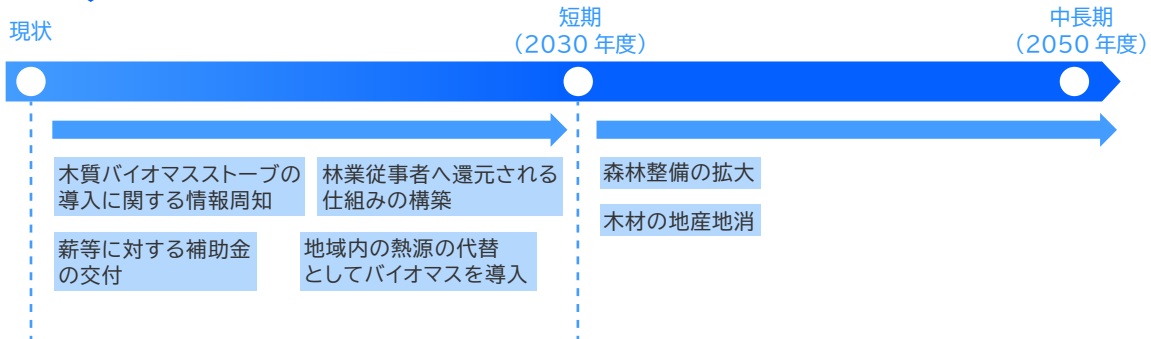 現状
短期
（2030 年度）
中長期
（2050 年度）
木質バイオマスストーブの
導入に関する情報周知
林業従事者へ還元される
仕組みの構築
薪等に対する補助金
の交付
地域内の熱源の代替
としてバイオマスを導入
森林整備の拡大
木材の地産地消